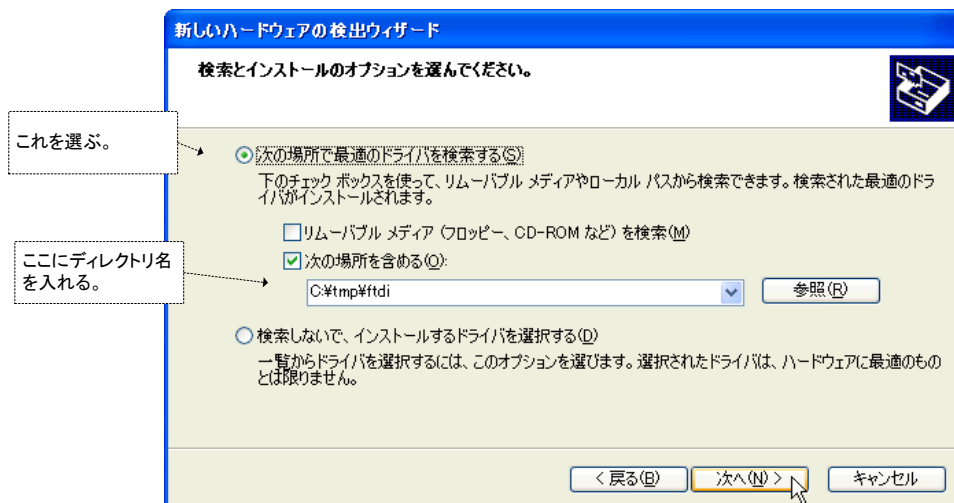 新しいハードウェアの検出ウィザード
検索とインストールのオプションを選んでください。
これを選ぶ。
次の場所で最適のドライバを検索する(S)
下のチェック ボックスを使って、リムーバブル メディアやローカル パスから検索できます。検索された最適のドラ
イバがインストールされます。
リムーバブル メディア (フロッピー、CD-ROM など) を検索(M)
ここにディレクトリ名
を入れる。
次の場所を含める(O):
C:¥tmp¥ftdi
参照(R)
検索しないで、インストールするドライバを選択する(D)
一覧からドライバを選択するには、このオプションを選びます。選択されたドライバは、ハードウェアに最適のもの
とは限りません。
< 戻る(B)
次へ(N) >
キャンセル